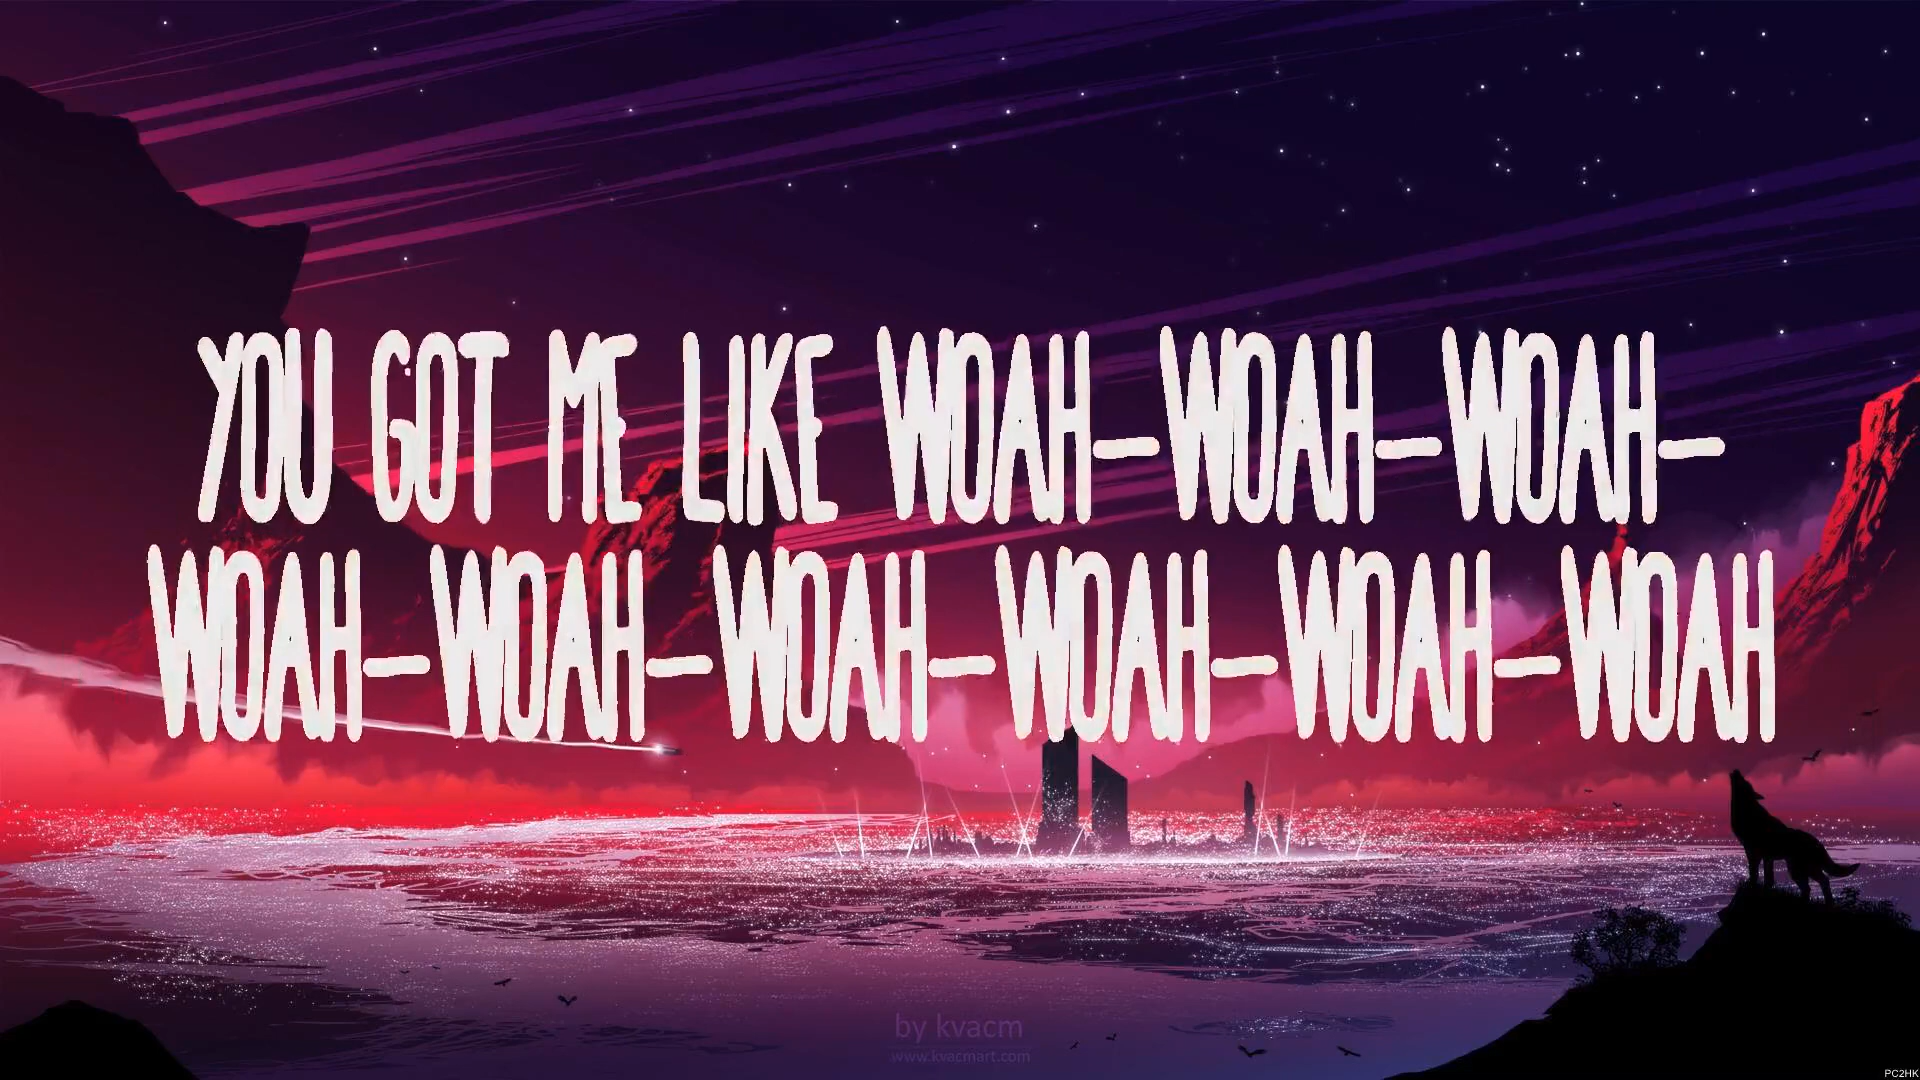 YOU GOT ME LIKE WOAH-WOAH-WOAH-
WOAH-WOAH-WOAH-WOAH-WOAH-WOAH
by kvacm
www.kvacmart.com
PC2HK